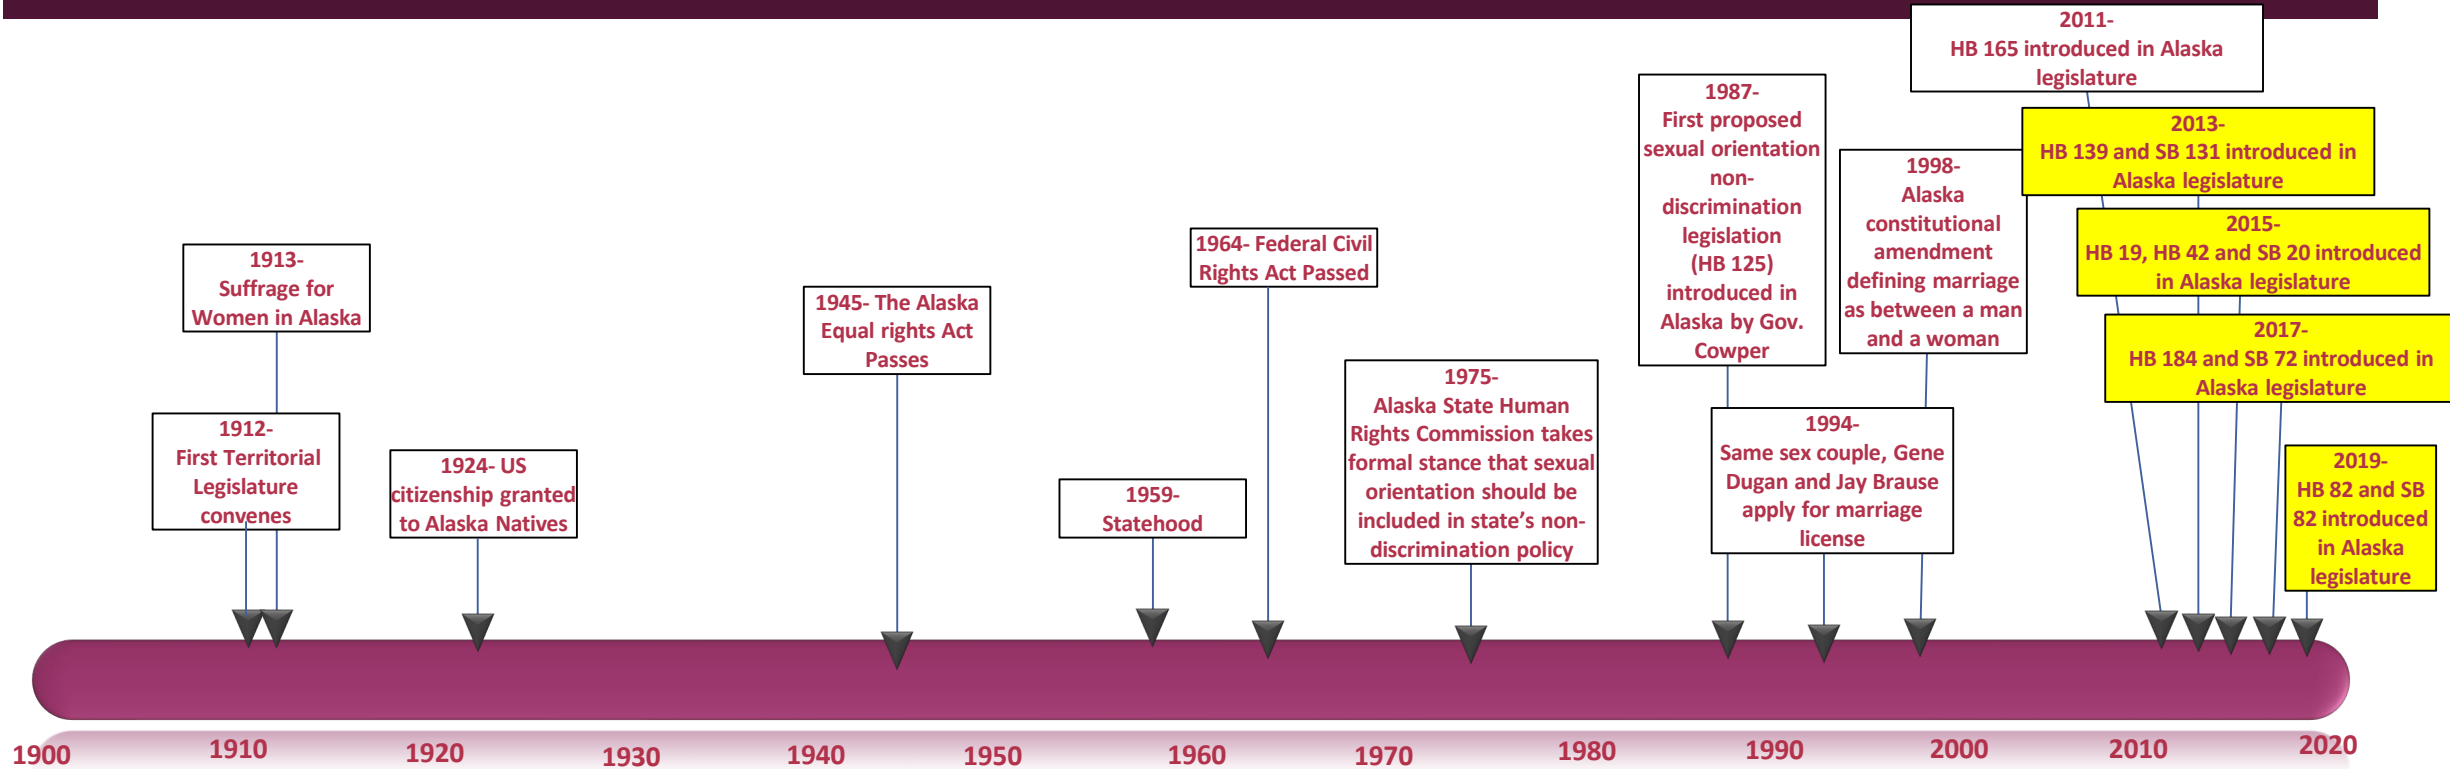 1913-
Suffrage for
Women in Alaska
1912-
First Territorial
Legislature
convenes
1924- US
citizenship granted
to Alaska Natives
1945- The Alaska
Equal rights Act
Passes
1959-
Statehood
1964- Federal Civil
Rights Act Passed
1975-
Alaska State Human
Rights Commission takes
formal stance that sexual
orientation should be
included in state’s non-
discrimination policy
1987-
First proposed
sexual orientation
non-
discrimination
legislation
(HB 125)
introduced in
Alaska by Gov.
Cowper
1994-
Same sex couple, Gene
Dugan and Jay Brause
apply for marriage
license
1998-
Alaska
constitutional
amendment
defining marriage
as between a man
and a woman
2011-
HB 165 introduced in Alaska
legislature
2013-
HB 139 and SB 131 introduced in
Alaska legislature
2015-
HB 19, HB 42 and SB 20 introduced
in Alaska legislature
2017-
HB 184 and SB 72 introduced in
Alaska legislature
2019-
HB 82 and SB
82 introduced
in Alaska
legislature
1900 1910 1920 1930 1940 1950 1960 1970 1980 1990 2000 2010 2020